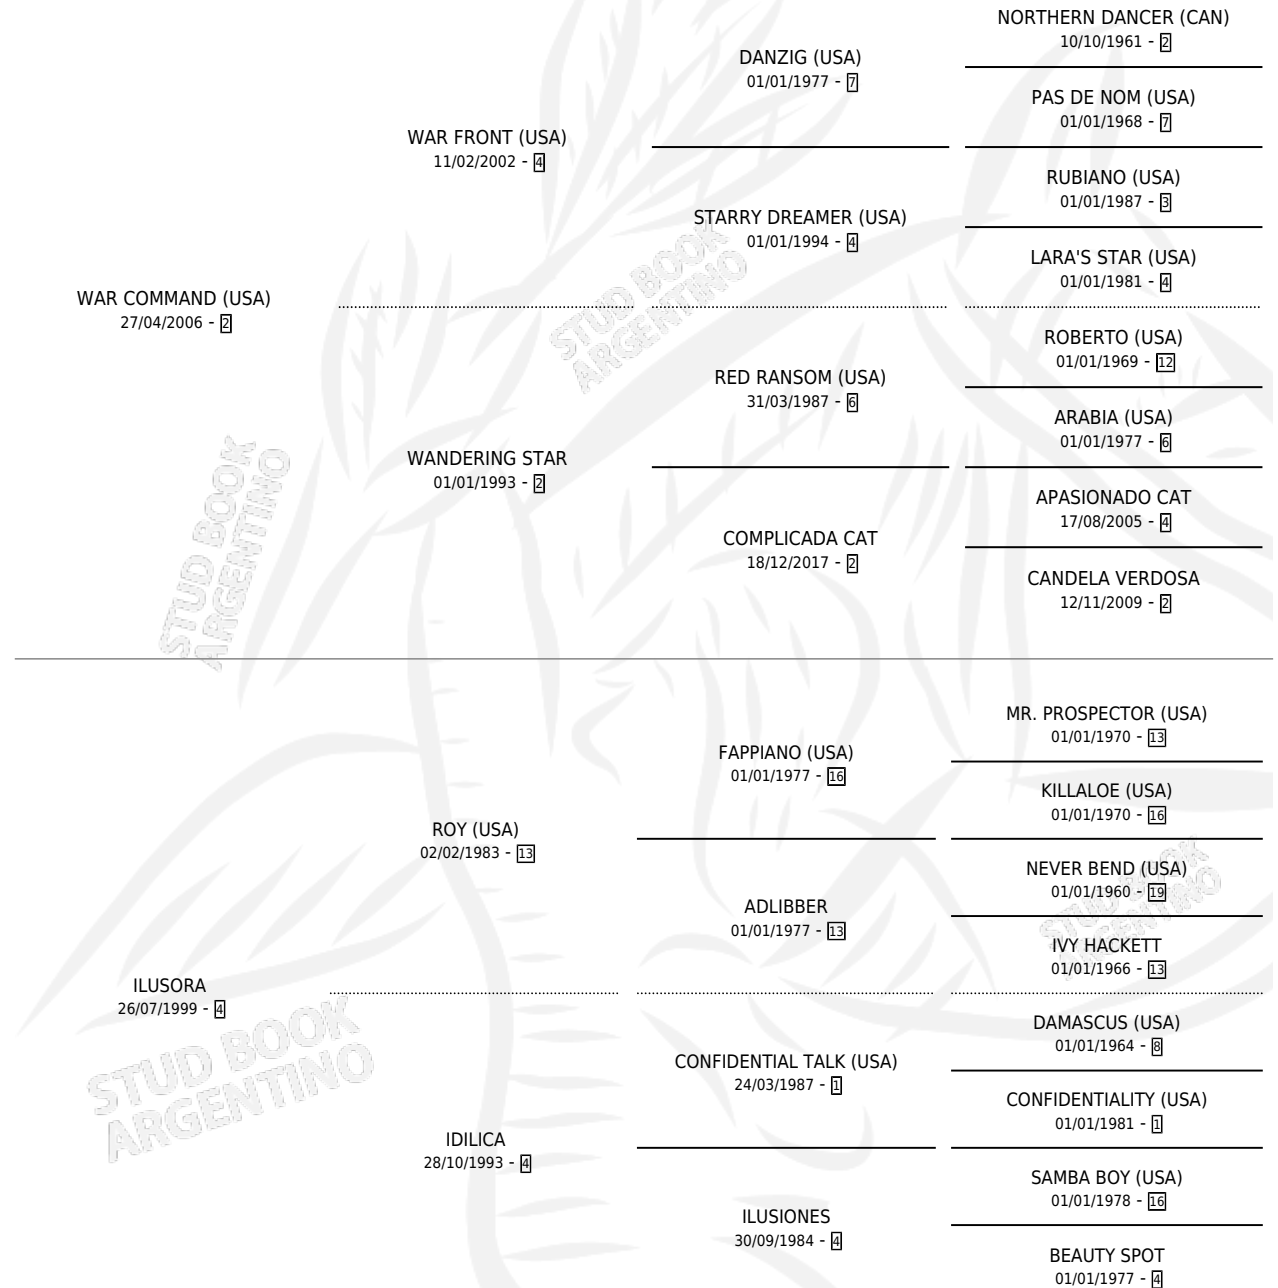 NORTHERN DANCER (CAN)
10/10/1961 - 2
DANZIG (USA)
01/01/1977 - 7
PAS DE NOM (USA)
01/01/1968 - 7
WAR FRONT (USA)
11/02/2002 - 4
RUBIANO (USA)
01/01/1987 - 3
STARRY DREAMER (USA)
01/01/1994 - 4
LARA'S STAR (USA)
01/01/1981 - 4
WAR COMMAND (USA)
27/04/2006 - 2
ROBERTO (USA)
01/01/1969 - 12
RED RANSOM (USA)
31/03/1987 - 6
ARABIA (USA)
01/01/1977 - 6
WANDERING STAR
01/01/1993 - 2
APASIONADO CAT
17/08/2005 - 4
COMPLICADA CAT
18/12/2017 - 2
CANDELA VERDOSA
12/11/2009 - 2
MR. PROSPECTOR (USA)
01/01/1970 - 13
FAPPIANO (USA)
01/01/1977 - 16
KILLALOE (USA)
01/01/1970 - 16
ROY (USA)
02/02/1983 - 13
NEVER BEND (USA)
01/01/1960 - 19
ADLIBBER
01/01/1977 - 13
IVY HACKETT
01/01/1966 - 13
ILUSORA
26/07/1999 - 4
DAMASCUS (USA)
01/01/1964 - 8
CONFIDENTIAL TALK (USA)
24/03/1987 - 1
CONFIDENTIALITY (USA)
01/01/1981 - 1
IDILICA
28/10/1993 - 4
SAMBA BOY (USA)
01/01/1978 - 16
ILUSIONES
30/09/1984 - 4
BEAUTY SPOT
01/01/1977 - 4
STUD BOOK
ARGENTINO
STUD BOOK
ARGENTINO
STUD BOOK
ARGENTINO
STUD BOOK
ARGENTINO